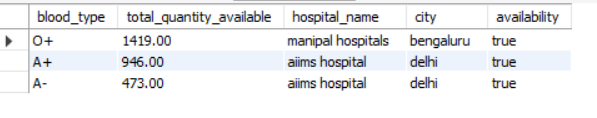 blood_type total_quantity_available hospital_name city availability
O+ 1419.00 manipal hospitals bengaluru true
A+ 946.00 aiims hospital delhi true
A- 473.00 aiims hospital delhi true